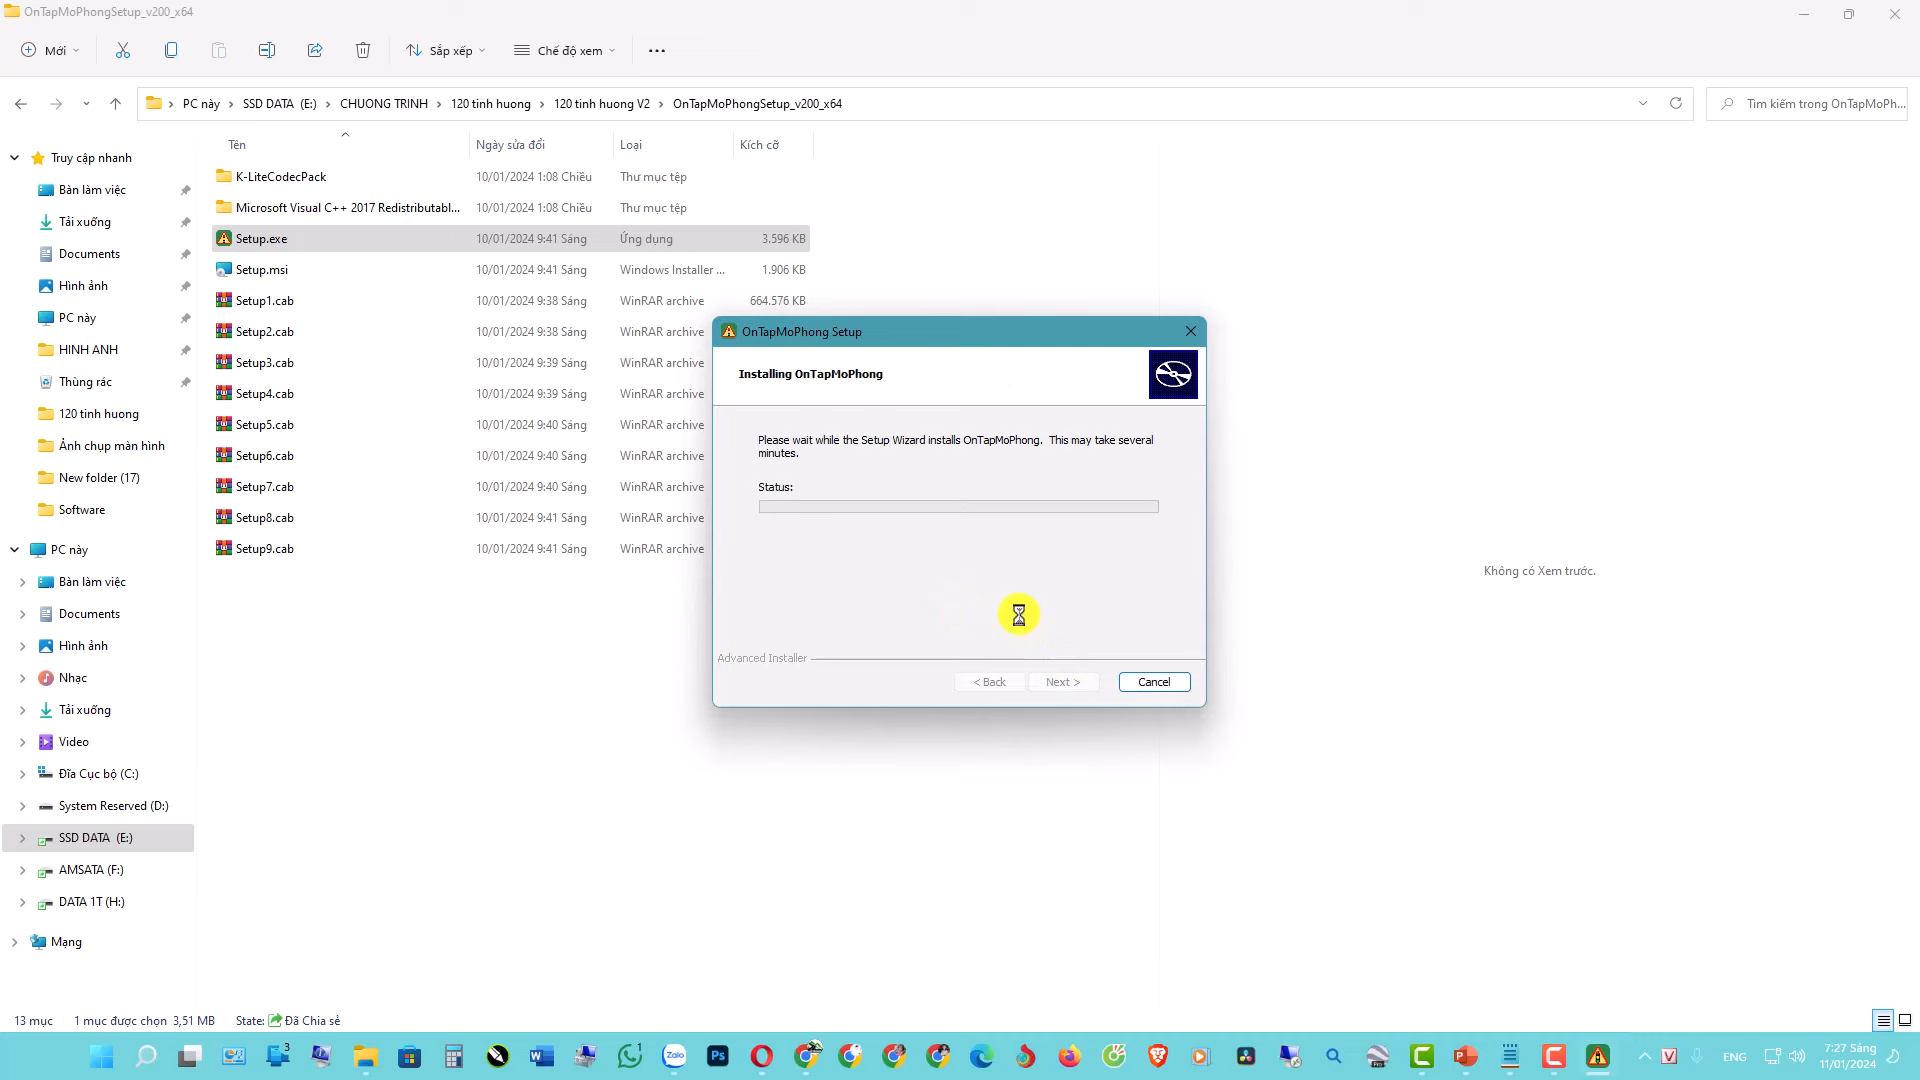 OnTapMoPhongSetup_v200_x64
Mới
Sắp xếp
Chế độ xem
PC này
SSD DATA (E:)
CHUONG TRINH
120 tinh huong
120 tinh huong V2
OnTapMoPhongSetup_v200_x64
Tìm kiếm trong OnTapMoPh...
Tên
Ngày sửa đổi
Loại
Kích cỡ
Truy cập nhanh
Bàn làm việc
Tải xuống
Documents
Hình ảnh
PC này
HINH ANH
Thùng rác
120 tinh huong
Ảnh chụp màn hình
New folder (17)
Software
PC này
Bàn làm việc
Documents
Hình ảnh
Nhạc
Tải xuống
Video
Đĩa Cục bộ (C:)
System Reserved (D:)
SSD DATA (E:)
AMSATA (F:)
DATA 1T (H:)
Mạng
K-LiteCodecPack 10/01/2024 1:08 Chiều Thư mục tệp
Microsoft Visual C++ 2017 Redistributabl... 10/01/2024 1:08 Chiều Thư mục tệp
Setup.exe 10/01/2024 9:41 Sáng Ứng dụng 3.596 KB
Setup.msi 10/01/2024 9:41 Sáng Windows Installer ... 1.906 KB
Setup1.cab 10/01/2024 9:38 Sáng WinRAR archive 664.576 KB
Setup2.cab 10/01/2024 9:38 Sáng WinRAR archive
Setup3.cab 10/01/2024 9:39 Sáng WinRAR archive
Setup4.cab 10/01/2024 9:39 Sáng WinRAR archive
Setup5.cab 10/01/2024 9:40 Sáng WinRAR archive
Setup6.cab 10/01/2024 9:40 Sáng WinRAR archive
Setup7.cab 10/01/2024 9:40 Sáng WinRAR archive
Setup8.cab 10/01/2024 9:41 Sáng WinRAR archive
Setup9.cab 10/01/2024 9:41 Sáng WinRAR archive
OnTapMoPhong Setup
Installing OnTapMoPhong
Please wait while the Setup Wizard installs OnTapMoPhong. This may take several
minutes.
Status:
Advanced Installer
< Back
Next >
Cancel
Không có Xem trước.
13 mục
1 mục được chọn 3,51 MB
State: Đã Chia sẻ
3
1
Zalo
Ps
ENG
7:27 Sáng
11/01/2024